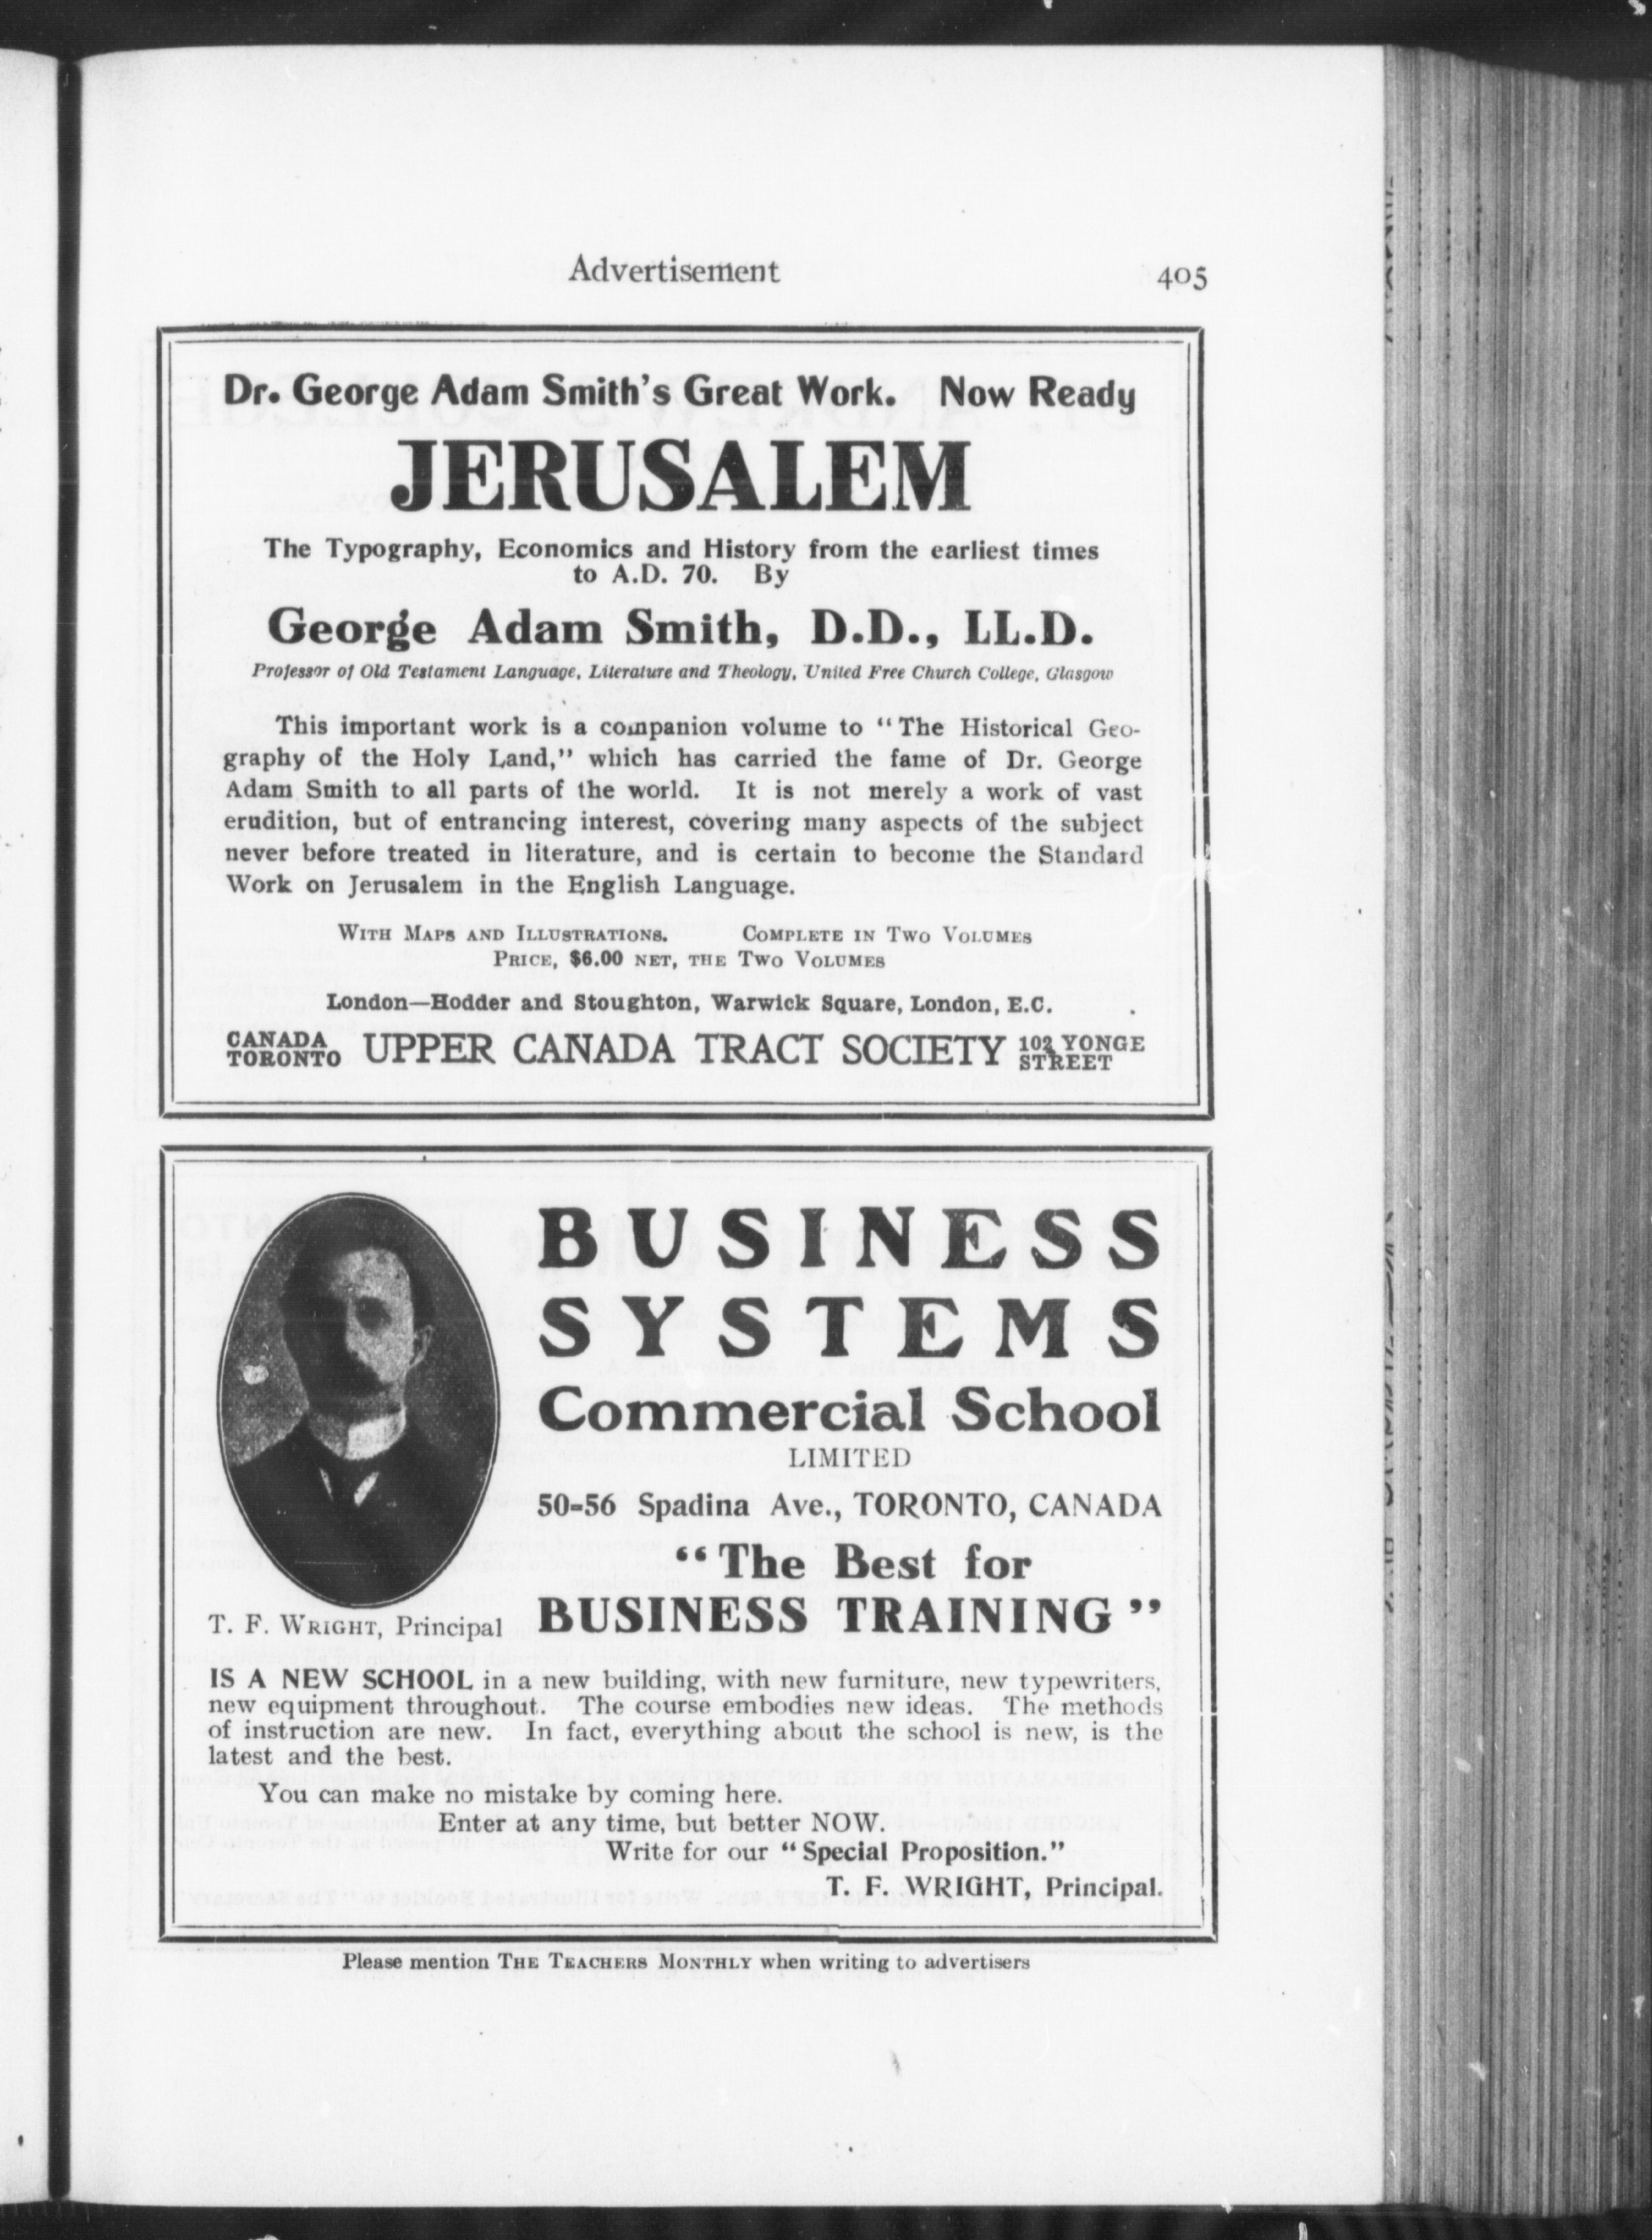 Advertisement 405
Dr. George Adam Smith's Great Work. Now Ready
JERUSALEM
The Typography, Economics and History from the earliest times
to A.D. 70. By
George Adam Smith, D.D., LL.D.
Professor of Old Testament Language, Literature and Theology, United Free Church College, Glasgow
This important work is a companion volume to "The Historical Geo-
graphy of the Holy Land," which has carried the fame of Dr. George
Adam Smith to all parts of the world. It is not merely a work of vast
erudition, but of entrancing interest, covering many aspects of the subject
never before treated in literature, and is certain to become the Standard
Work on Jerusalem in the English Language.
WITH MAPS AND ILLUSTRATIONS. COMPLETE IN TWO VOLUMES
PRICE, $6.00 NET, THE TWO VOLUMES
London—Hodder and Stoughton, Warwick Square, London, E.C.
CANADA
TORONTO UPPER CANADA TRACT SOCIETY 102 YONGE
STREET
BUSINESS
SYSTEMS
Commercial School
LIMITED
50-56 Spadina Ave., TORONTO, CANADA
"The Best for
BUSINESS TRAINING"
T. F. WRIGHT, Principal
IS A NEW SCHOOL in a new building, with new furniture, new typewriters,
new equipment throughout. The course embodies new ideas. The methods
of instruction are new. In fact, everything about the school is new, is the
latest and the best.
You can make no mistake by coming here.
Enter at any time, but better NOW.
Write for our "Special Proposition."
T. F. WRIGHT, Principal.
Please mention THE TEACHERS MONTHLY when writing to advertisers